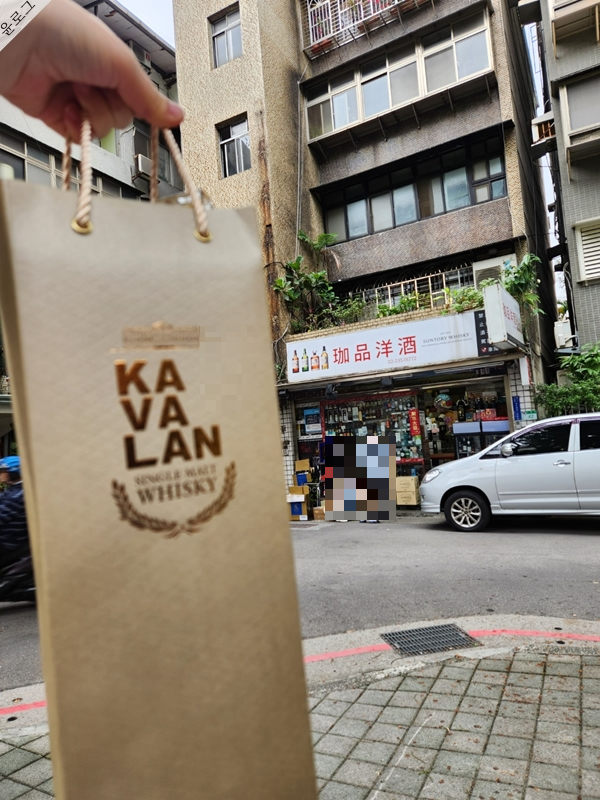 윤로그
珈品洋酒
SUNTORY WHISKY
KA
VA
LAN
SINGLE MALT
WHISKY